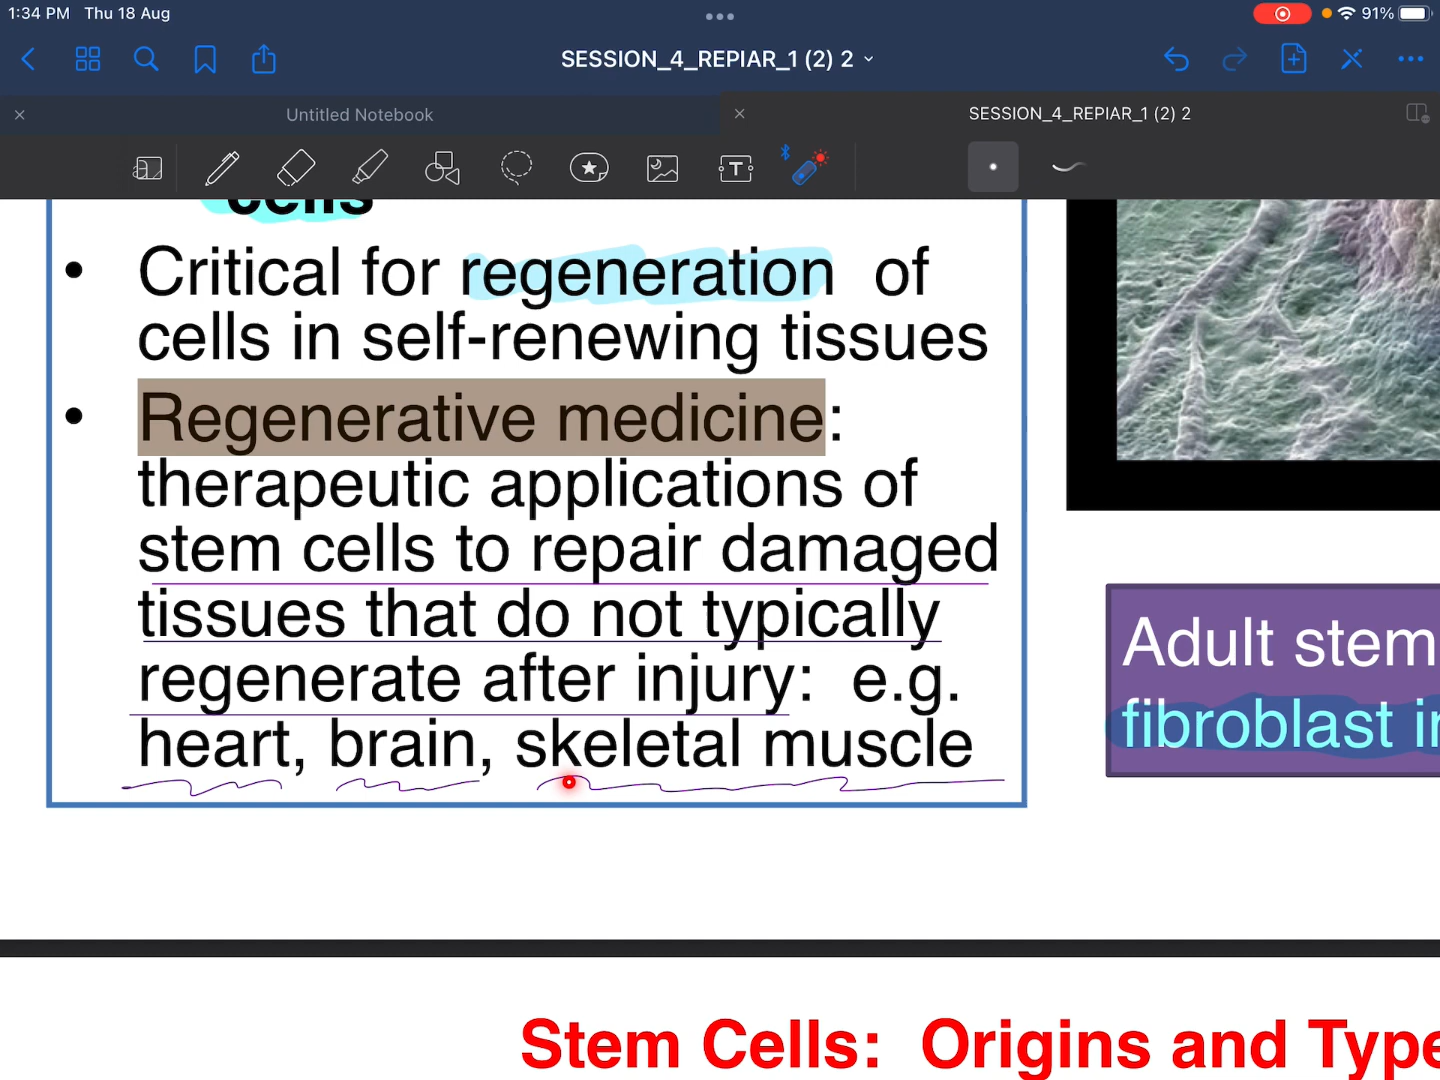 1:34 PM Thu 18 Aug
91%
SESSION_4_REPIAR_1 (2) 2
Untitled Notebook
SESSION_4_REPIAR_1 (2) 2
cells
• Critical for regeneration of
cells in self-renewing tissues
• Regenerative medicine:
therapeutic applications of
stem cells to repair damaged
tissues that do not typically
regenerate after injury: e.g.
heart, brain, skeletal muscle
Adult stem
fibroblast
Stem Cells: Origins and Type